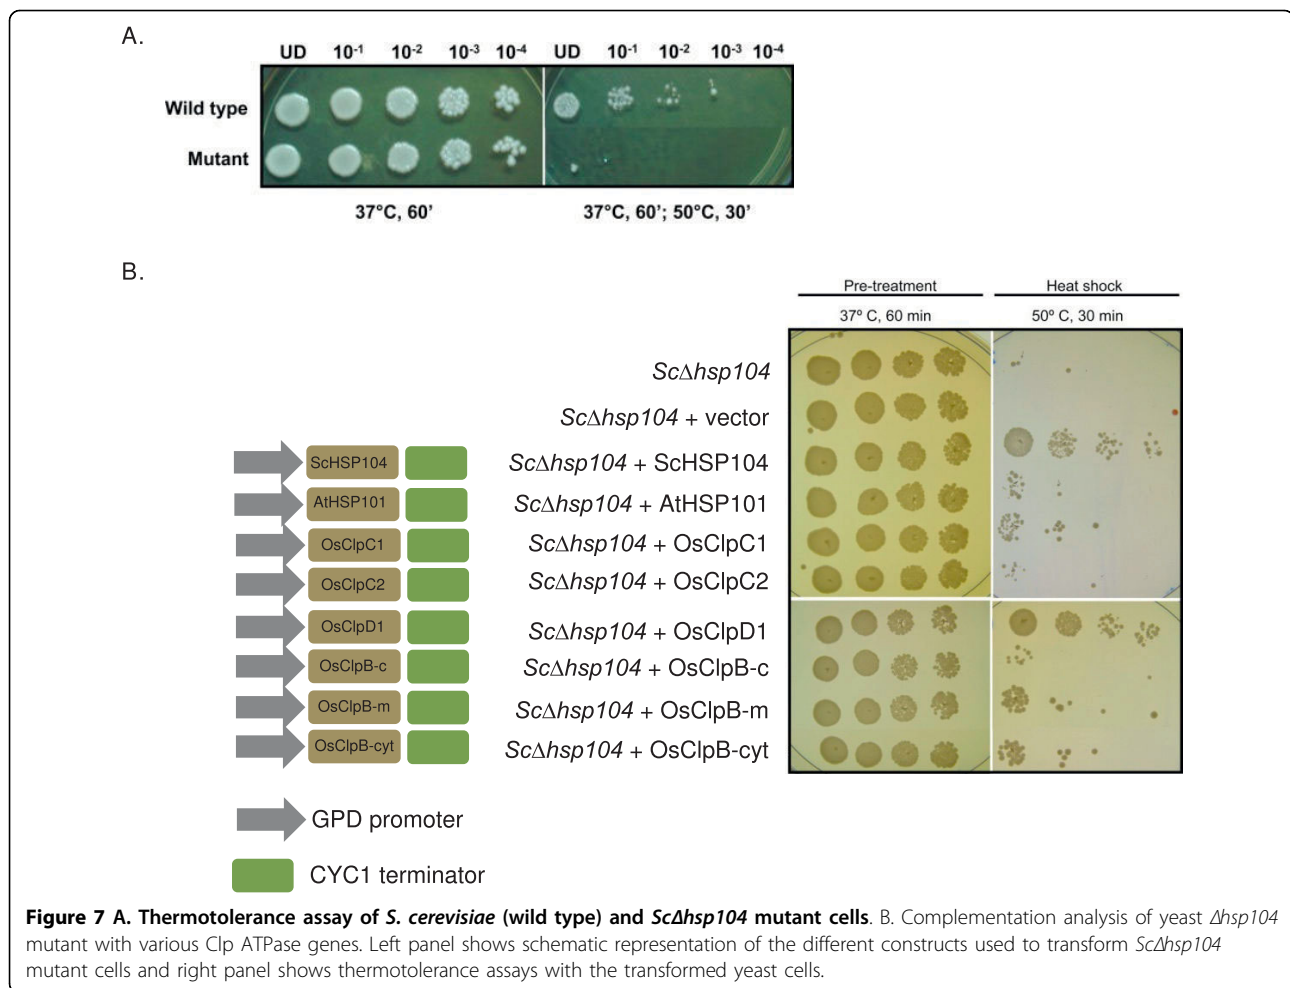 A.
UD 10-1 10-2 10-3 10-4 UD 10-1 10-2 10-3 10-4
Wild type
Mutant
37°C, 60’ 37°C, 60’; 50°C, 30’
B.
Pre-treatment Heat shock
37º C, 60 min 50º C, 30 min
ScΔhsp104
ScΔhsp104 + vector
ScHSP104 ScΔhsp104 + ScHSP104
AtHSP101 ScΔhsp104 + AtHSP101
OsClpC1 ScΔhsp104 + OsClpC1
OsClpC2 ScΔhsp104 + OsClpC2
OsClpD1 ScΔhsp104 + OsClpD1
OsClpB-c ScΔhsp104 + OsClpB-c
OsClpB-m ScΔhsp104 + OsClpB-m
OsClpB-cyt ScΔhsp104 + OsClpB-cyt
GPD promoter
CYC1 terminator
Figure 7 A. Thermotolerance assay of S. cerevisiae (wild type) and ScΔhsp104 mutant cells. B. Complementation analysis of yeast Δhsp104
mutant with various Clp ATPase genes. Left panel shows schematic representation of the different constructs used to transform ScΔhsp104
mutant cells and right panel shows thermotolerance assays with the transformed yeast cells.